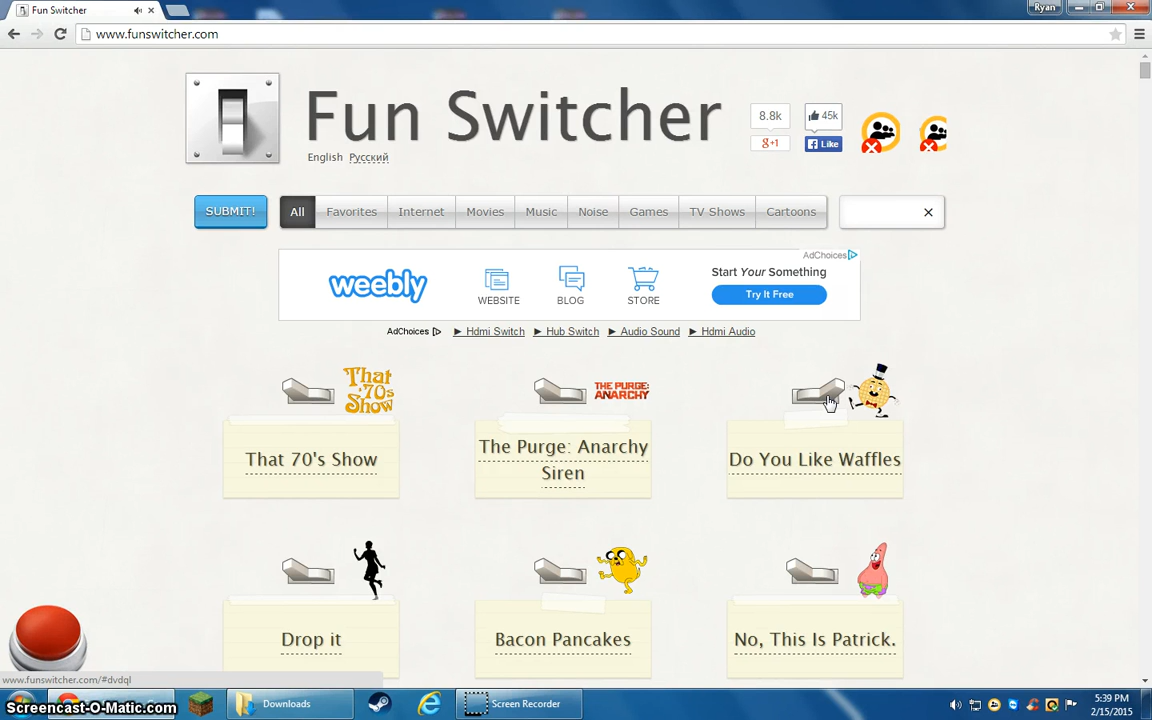 Fun Switcher
Ryan
www.funswitcher.com
Fun Switcher
English Русский
8.8k
g+1
45k
Like
SUBMIT!
All Favorites Internet Movies Music Noise Games TV Shows Cartoons
AdChoices
weebly
WEBSITE BLOG STORE
Start Your Something
Try It Free
AdChoices ► Hdmi Switch ► Hub Switch ► Audio Sound ► Hdmi Audio
That '70s Show
THE PURGE: ANARCHY
That 70's Show
The Purge: Anarchy Siren
Do You Like Waffles
Drop it
Bacon Pancakes
No, This Is Patrick.
www.funswitcher.com/#dvdql
Screencast-O-Matic.com
Downloads
Screen Recorder
5:39 PM
2/15/2015